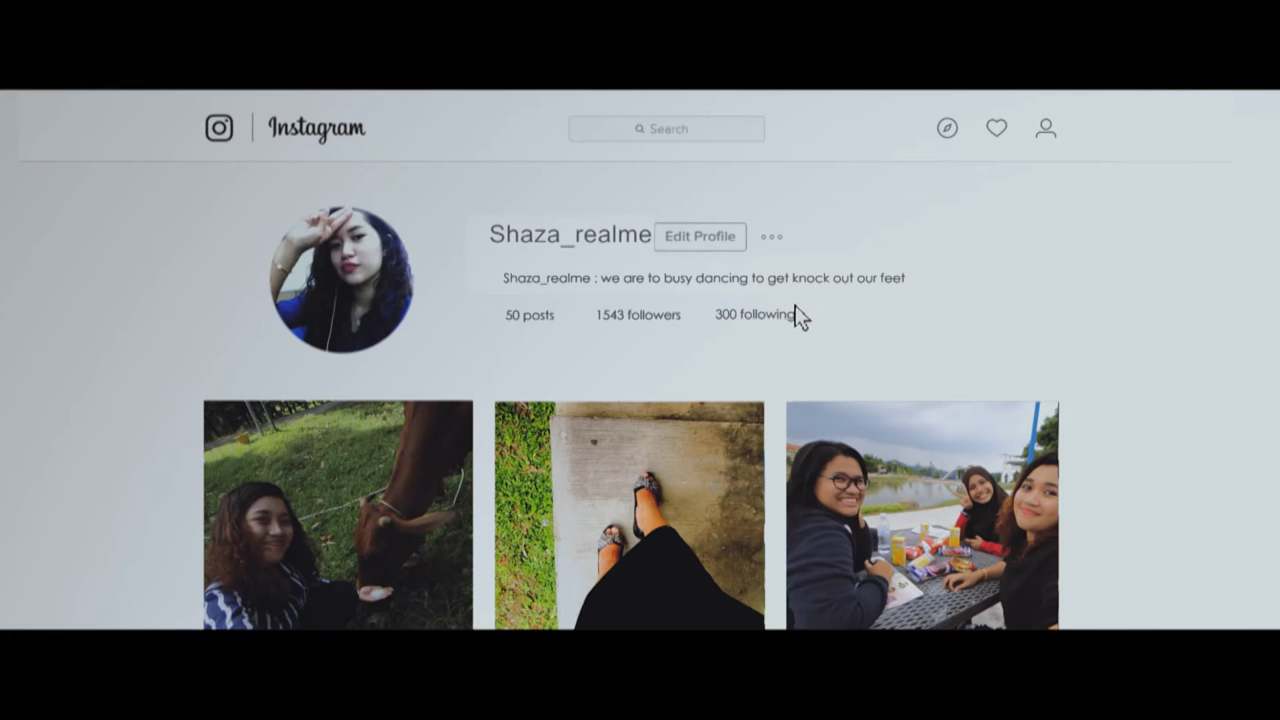 Instagram
Search
Shaza_realme Edit Profile
Shaza_realme : we are to busy dancing to get knock out our feet
50 posts 1543 followers 300 following